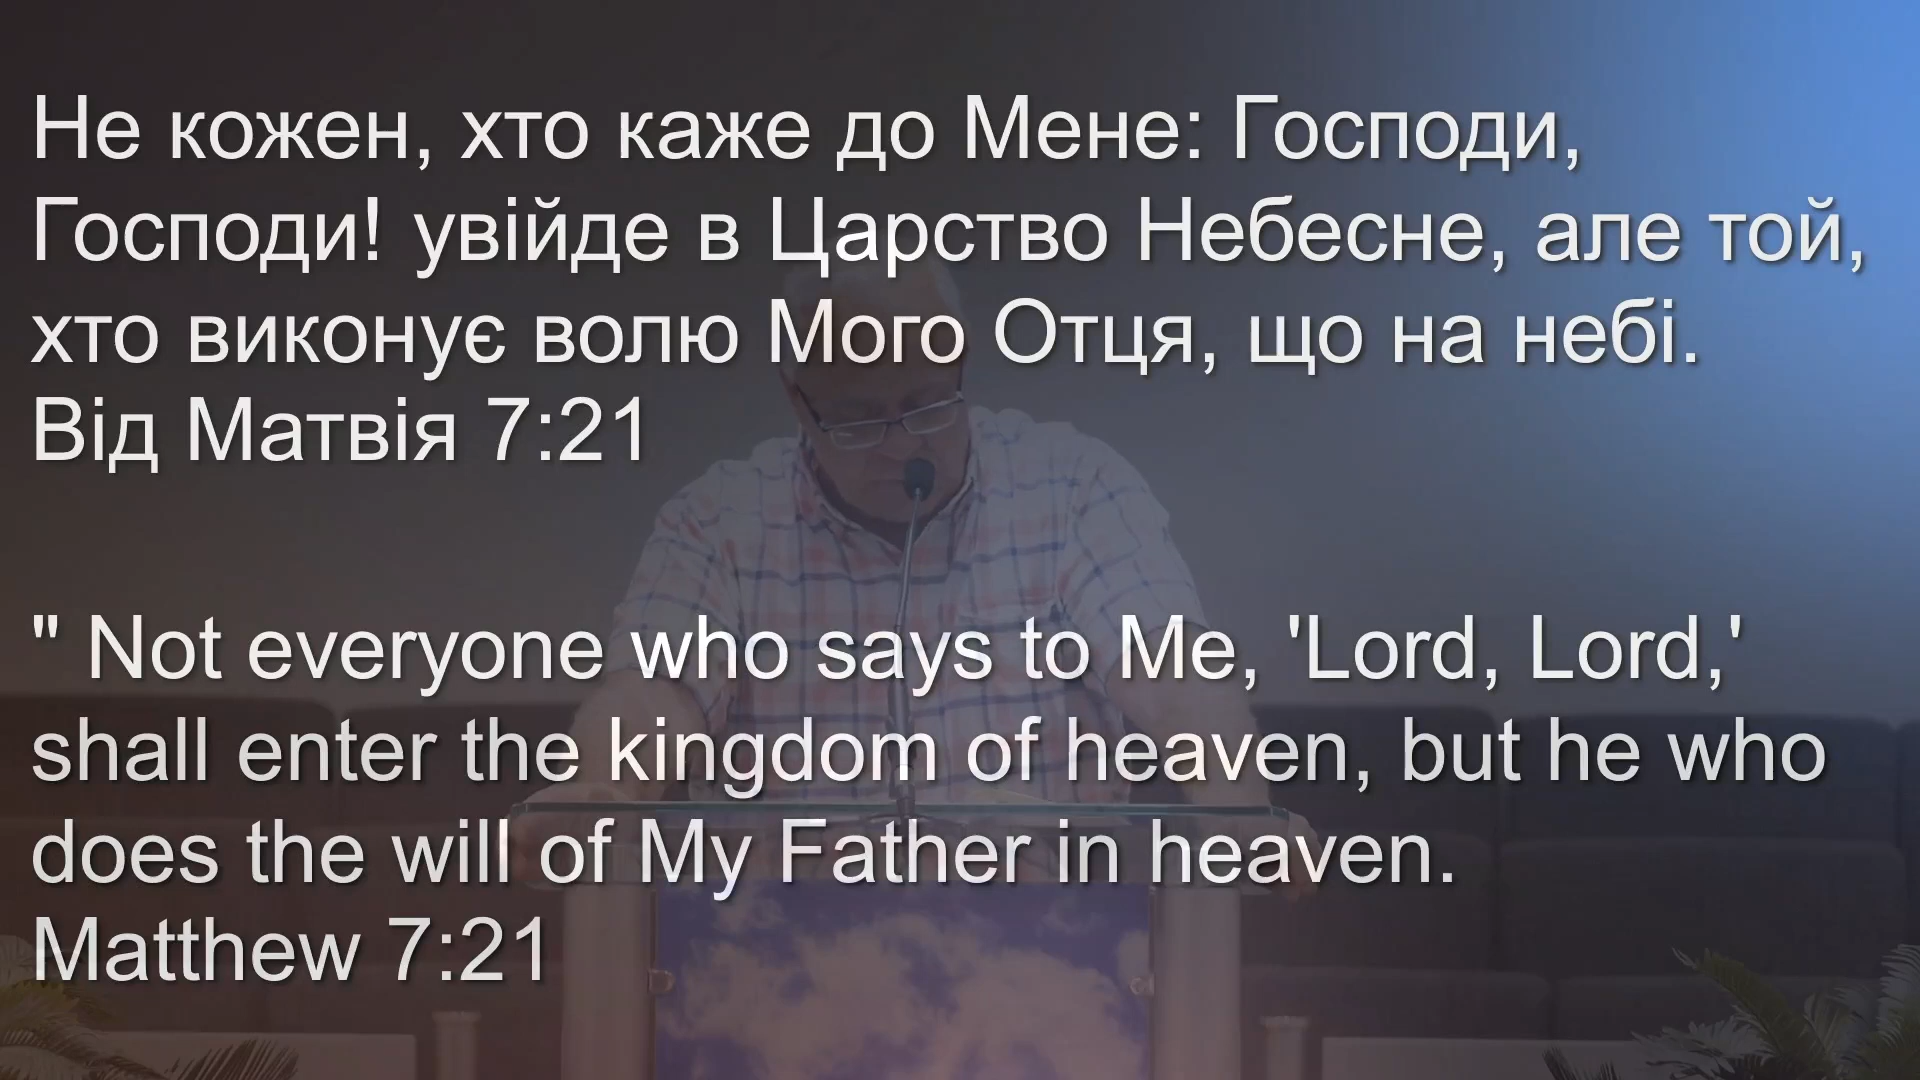 Не кожен, хто каже до Мене: Господи,
Господи! увійде в Царство Небесне, але той,
хто виконує волю Мого Отця, що на небі.
Від Матвія 7:21
" Not everyone who says to Me, 'Lord, Lord,'
shall enter the kingdom of heaven, but he who
does the will of My Father in heaven.
Matthew 7:21